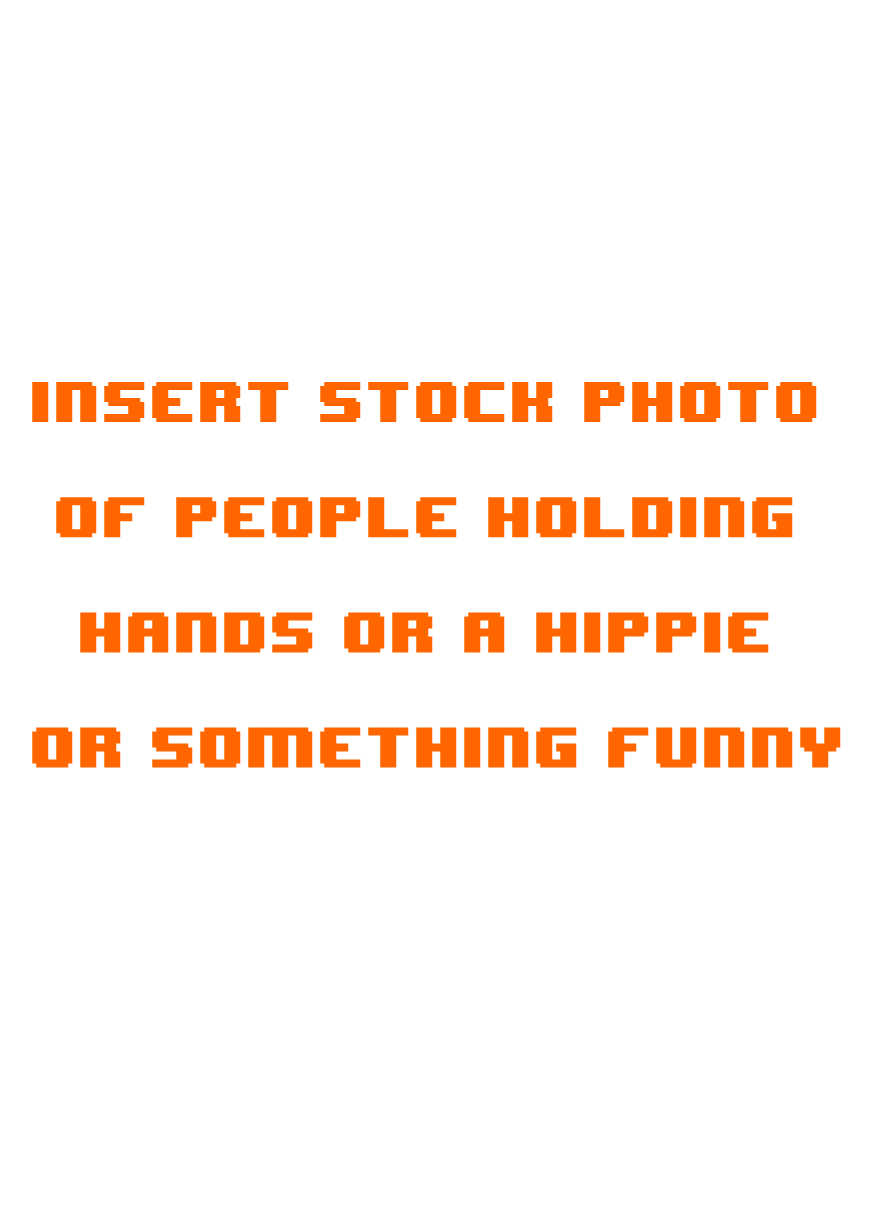 INSERT STOCK PHOTO
OF PEOPLE HOLDING
HANDS OR A HIPPIE
OR SOMETHING FUNNY